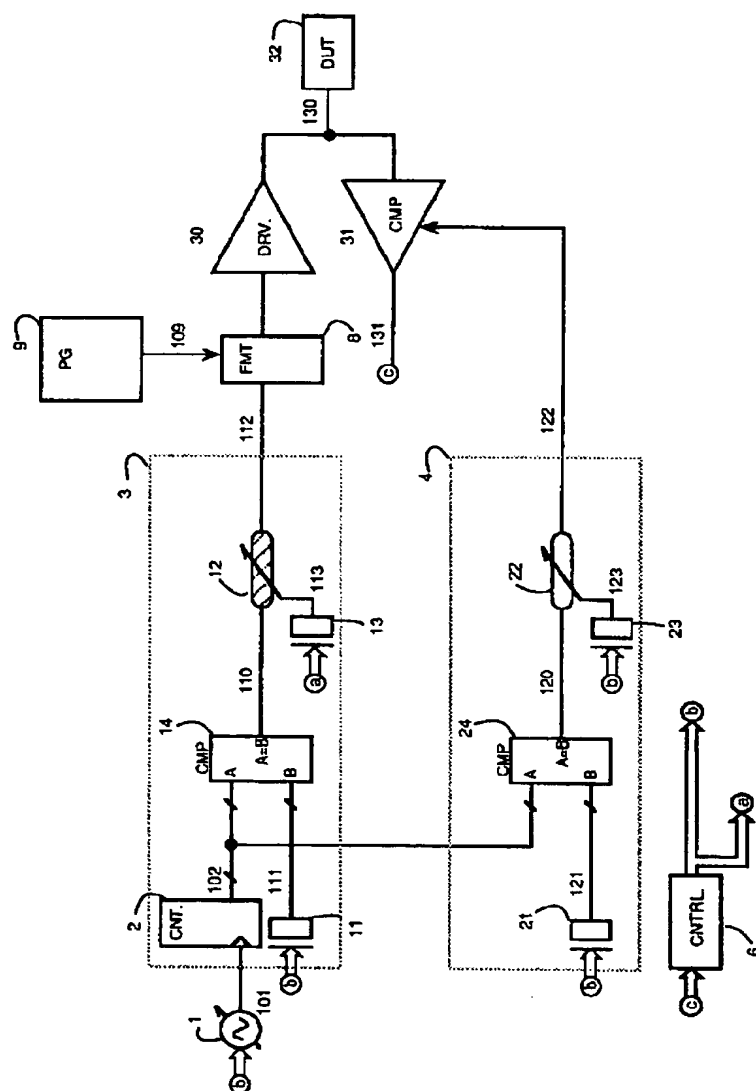 32
DUT
130
30
DRV.
31
CMP
131
c
9
PG
109
FMT
8
112
122
3
12
113
13
a
110
14
CMP
A
A=B
B
102
111
2
CNT.
11
b
1
101
b
4
22
123
23
b
120
24
CMP
A
A=B
B
121
21
b
b
a
CNTRL
6
c